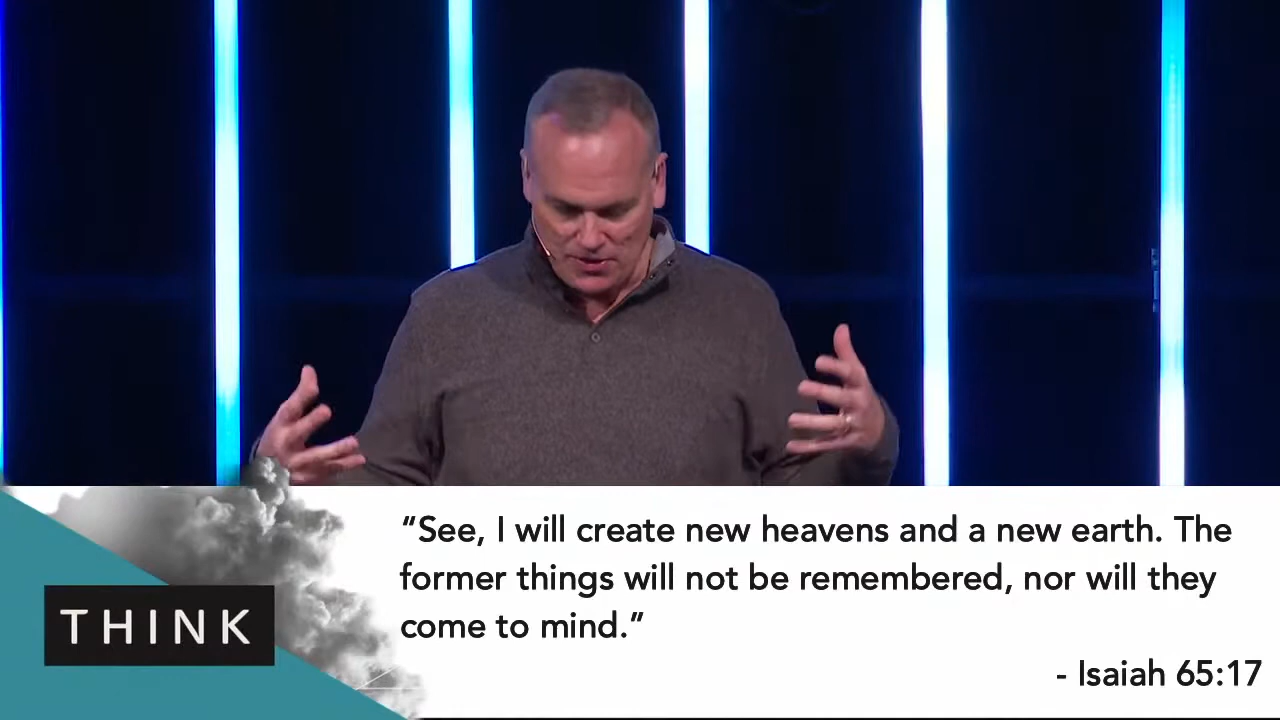 “See, I will create new heavens and a new earth. The
former things will not be remembered, nor will they
come to mind.”
- Isaiah 65:17
THINK